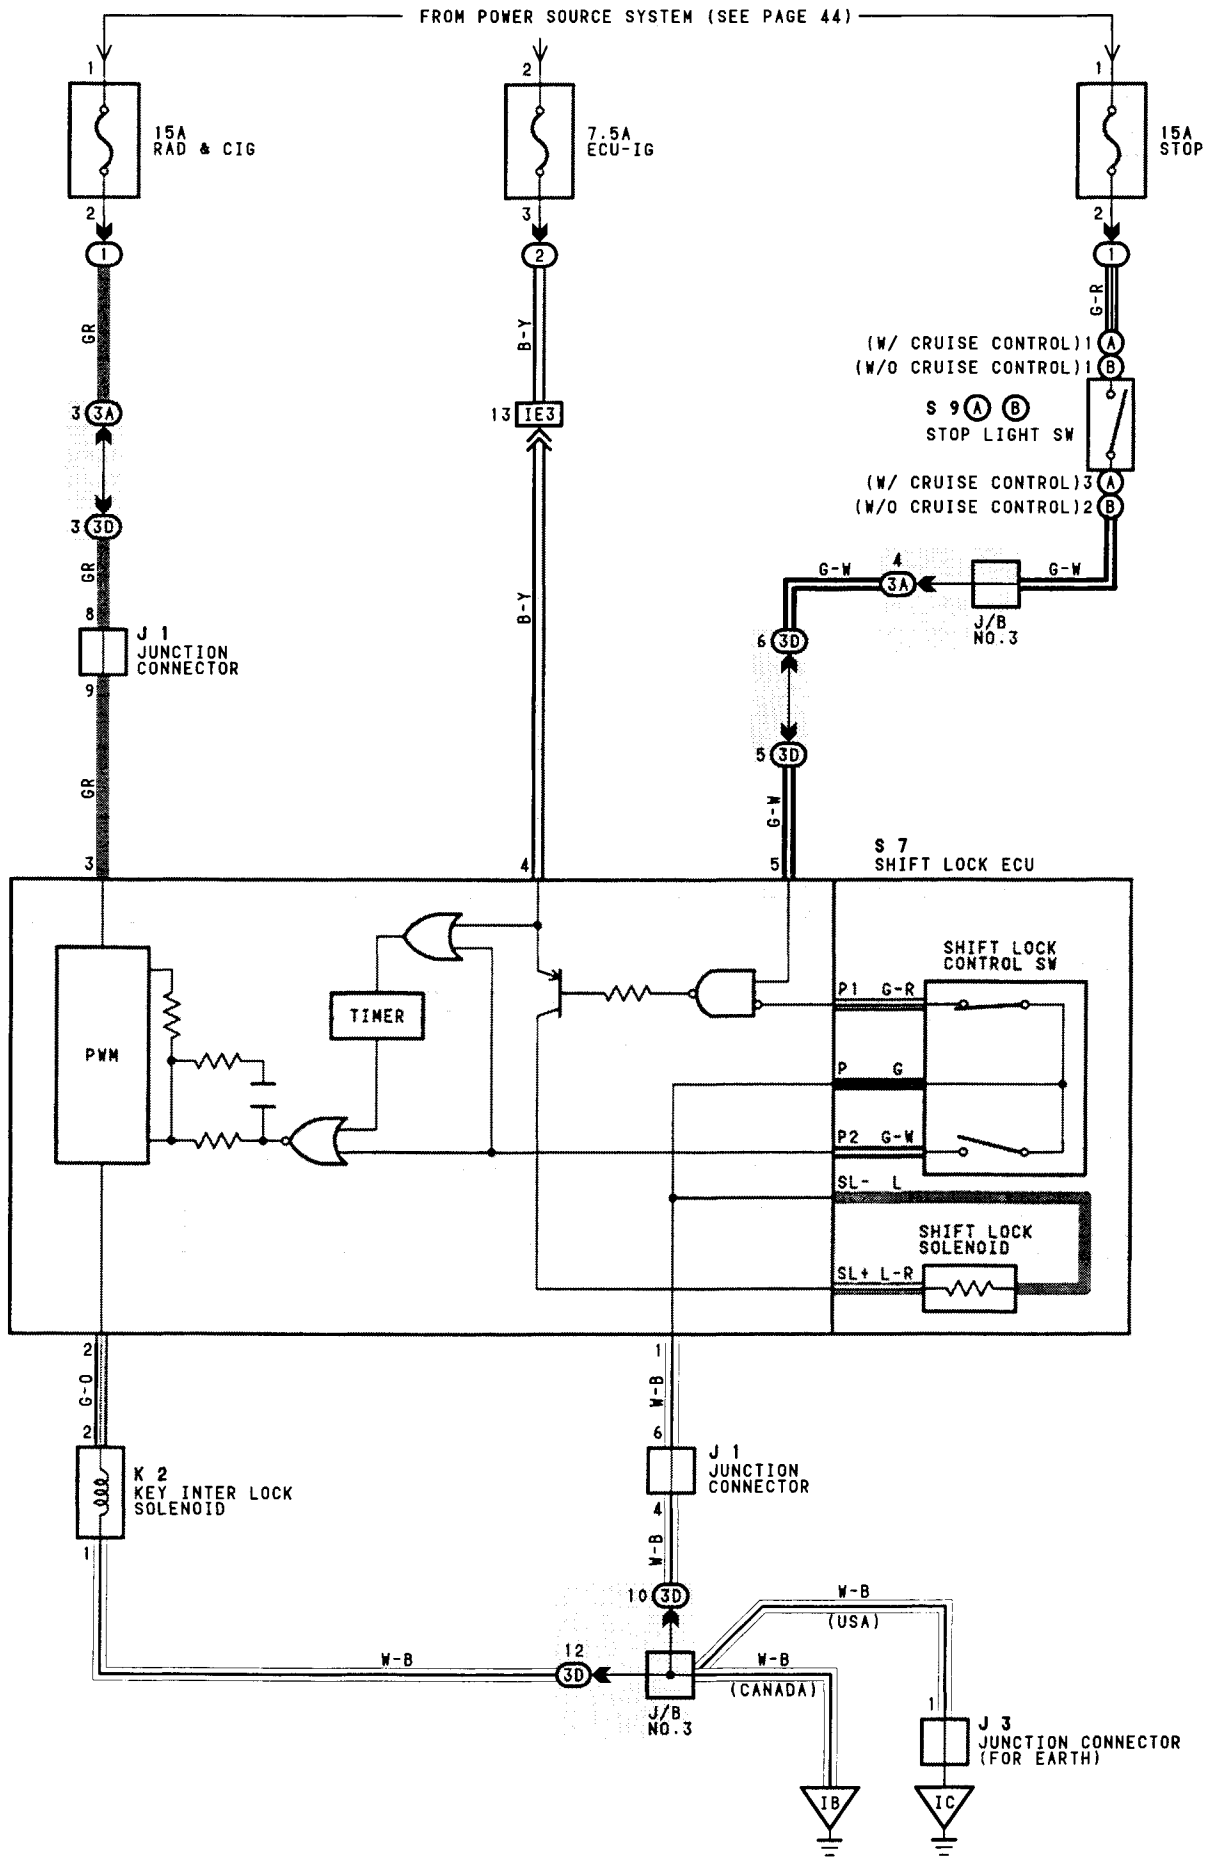 FROM POWER SOURCE SYSTEM (SEE PAGE 44)
1
2
1
15A
RAD & CIG
7.5A
ECU-IG
15A
STOP
2
3
2
1
2
1
GR
B-Y
G-R
(W/ CRUISE CONTROL) 1 A
(W/O CRUISE CONTROL) 1 B
3 3A
13 IE3
S 9 A B
STOP LIGHT SW
(W/ CRUISE CONTROL) 3 A
(W/O CRUISE CONTROL) 2 B
3 3D
GR
B-Y
G-W
4
3A
G-W
J/B
NO.3
8
J 1
JUNCTION
CONNECTOR
9
6 3D
5 3D
GR
G-W
3
4
5
S 7
SHIFT LOCK ECU
SHIFT LOCK
CONTROL SW
P1 G-R
TIMER
PWM
P G
P2 G-W
SL- L
SHIFT LOCK
SOLENOID
SL+ L-R
2
1
G-O
W-B
2
6
K 2
KEY INTER LOCK
SOLENOID
J 1
JUNCTION
CONNECTOR
1
4
W-B
10 3D
W-B
(USA)
W-B
12
3D
W-B
(CANADA)
J/B
NO.3
1
J 3
JUNCTION CONNECTOR
(FOR EARTH)
IB
IC